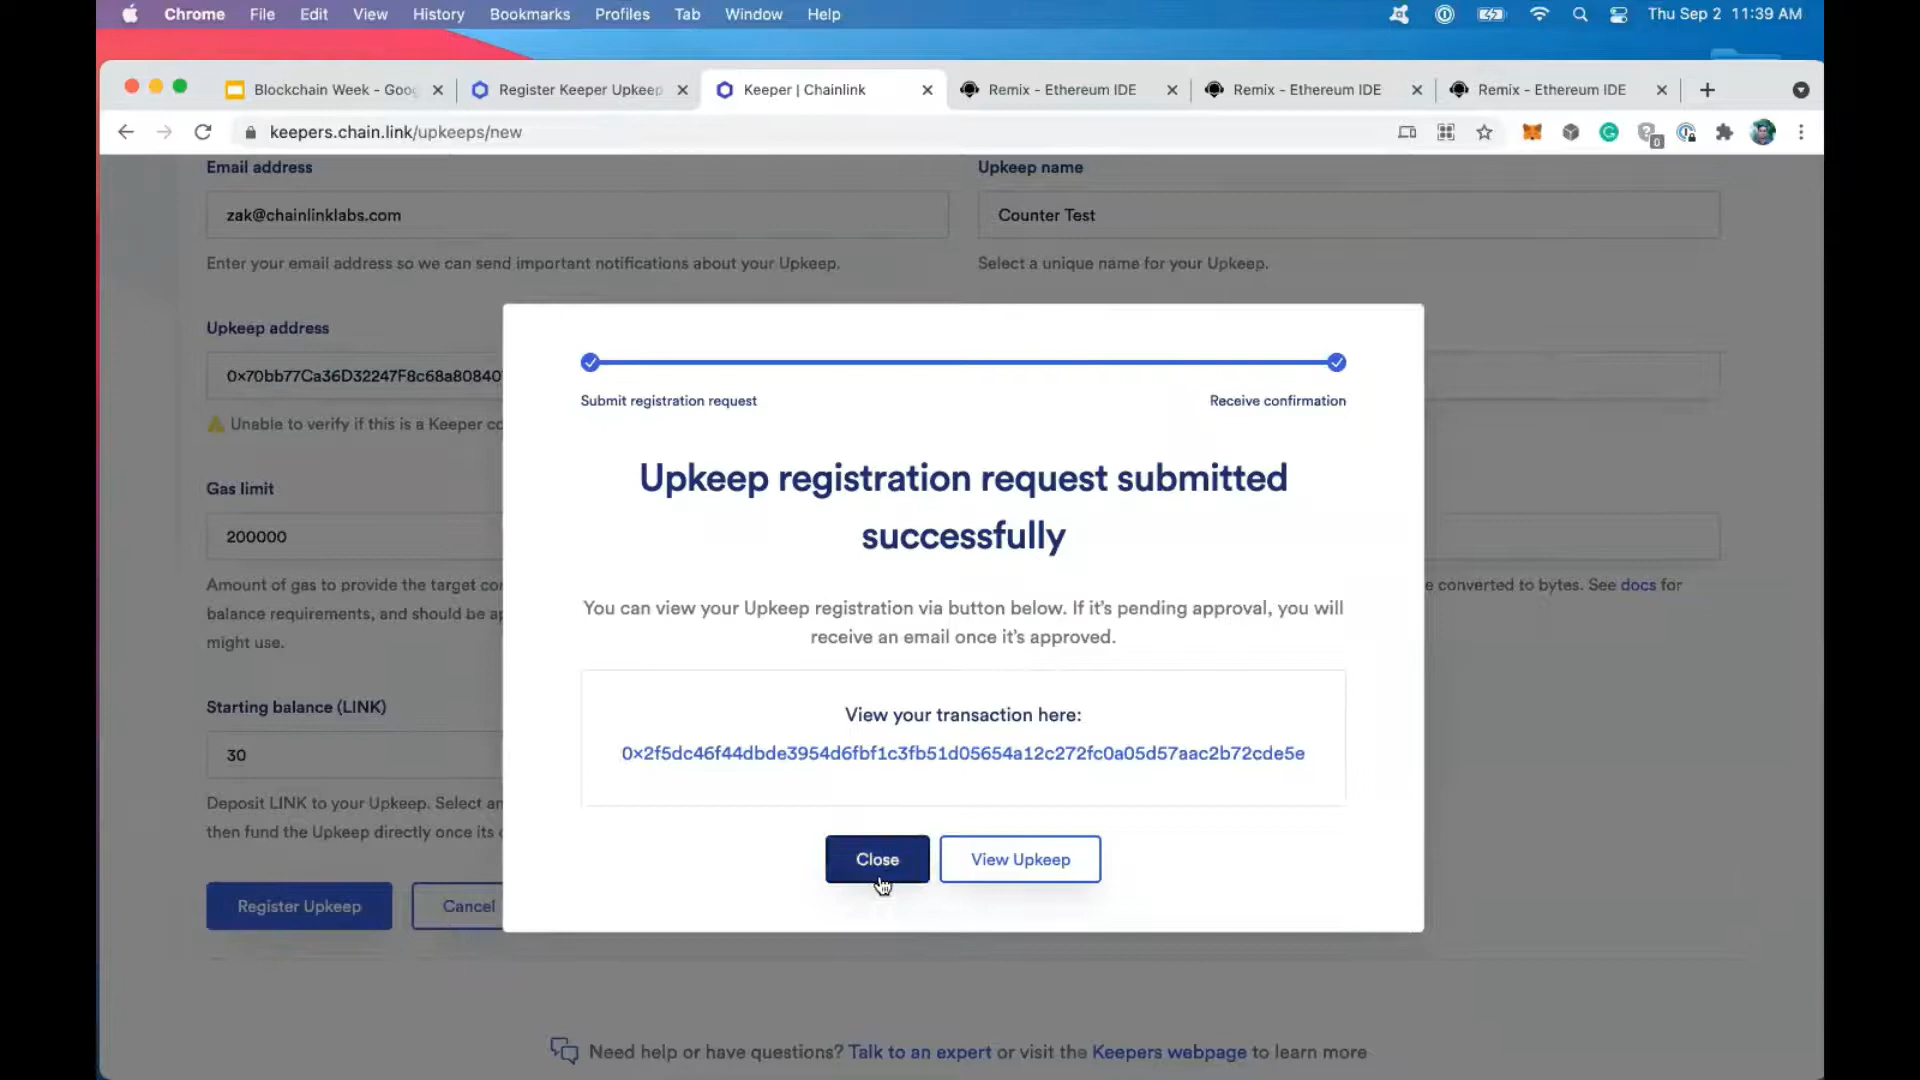 Chrome File Edit View History Bookmarks Profiles Tab Window Help Thu Sep 2 11:39 AM
Blockchain Week - Goo Register Keeper Upkeep Keeper | Chainlink Remix - Ethereum IDE Remix - Ethereum IDE Remix - Ethereum IDE
keepers.chain.link/upkeeps/new
0
Email address Upkeep name
zak@chainlinklabs.com Counter Test
Enter your email address so we can send important notifications about your Upkeep. Select a unique name for your Upkeep.
Upkeep address
0x70bb77Ca36D32247F8c68a80840
Unable to verify if this is a Keeper co
Gas limit
200000
Amount of gas to provide the target con e converted to bytes. See docs for
balance requirements, and should be ap
might use.
Starting balance (LINK)
30
Deposit LINK to your Upkeep. Select an
then fund the Upkeep directly once its
Register Upkeep Cancel
Submit registration request Receive confirmation
Upkeep registration request submitted
successfully
You can view your Upkeep registration via button below. If it's pending approval, you will
receive an email once it's approved.
View your transaction here:
0x2f5dc46f44dbde3954d6fbf1c3fb51d05654a12c272fc0a05d57aac2b72cde5e
Close View Upkeep
Need help or have questions? Talk to an expert or visit the Keepers webpage to learn more